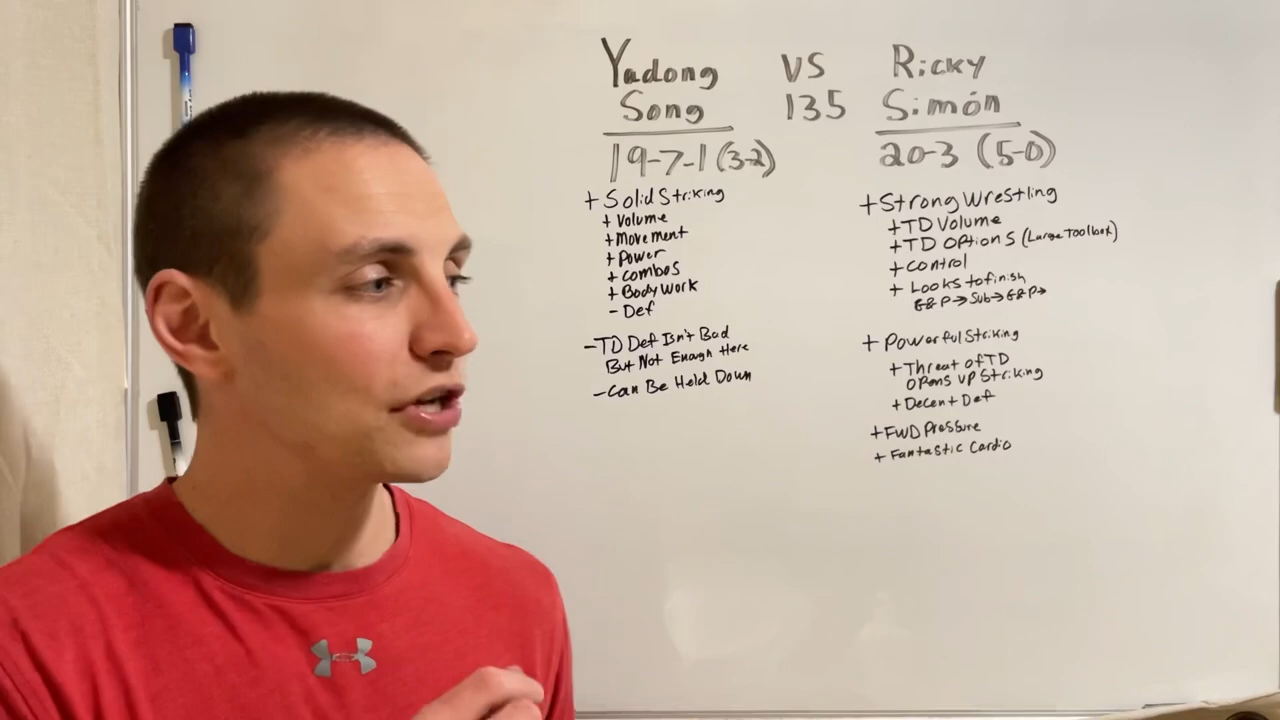 Yadong
Song
VS
135
Ricky
Simón
19-7-1 (3-2)
20-3 (5-0)
+ Solid Striking
+ Volume
+ Movement
+ Power
+ combos
+ Body Work
- Def
- TD Def Isn't Bad
But Not Enough Here
- Can Be Held Down
+ Strong Wrestling
+ TD Volume
+ TD Options (Large Toolbox)
+ Control
+ Looks to finish
G&P → Sub → G&P →
+ Powerful Striking
+ Threat of TD
opens up Striking
+ Decent Def
+ FWD Pressure
+ Fantastic Cardio